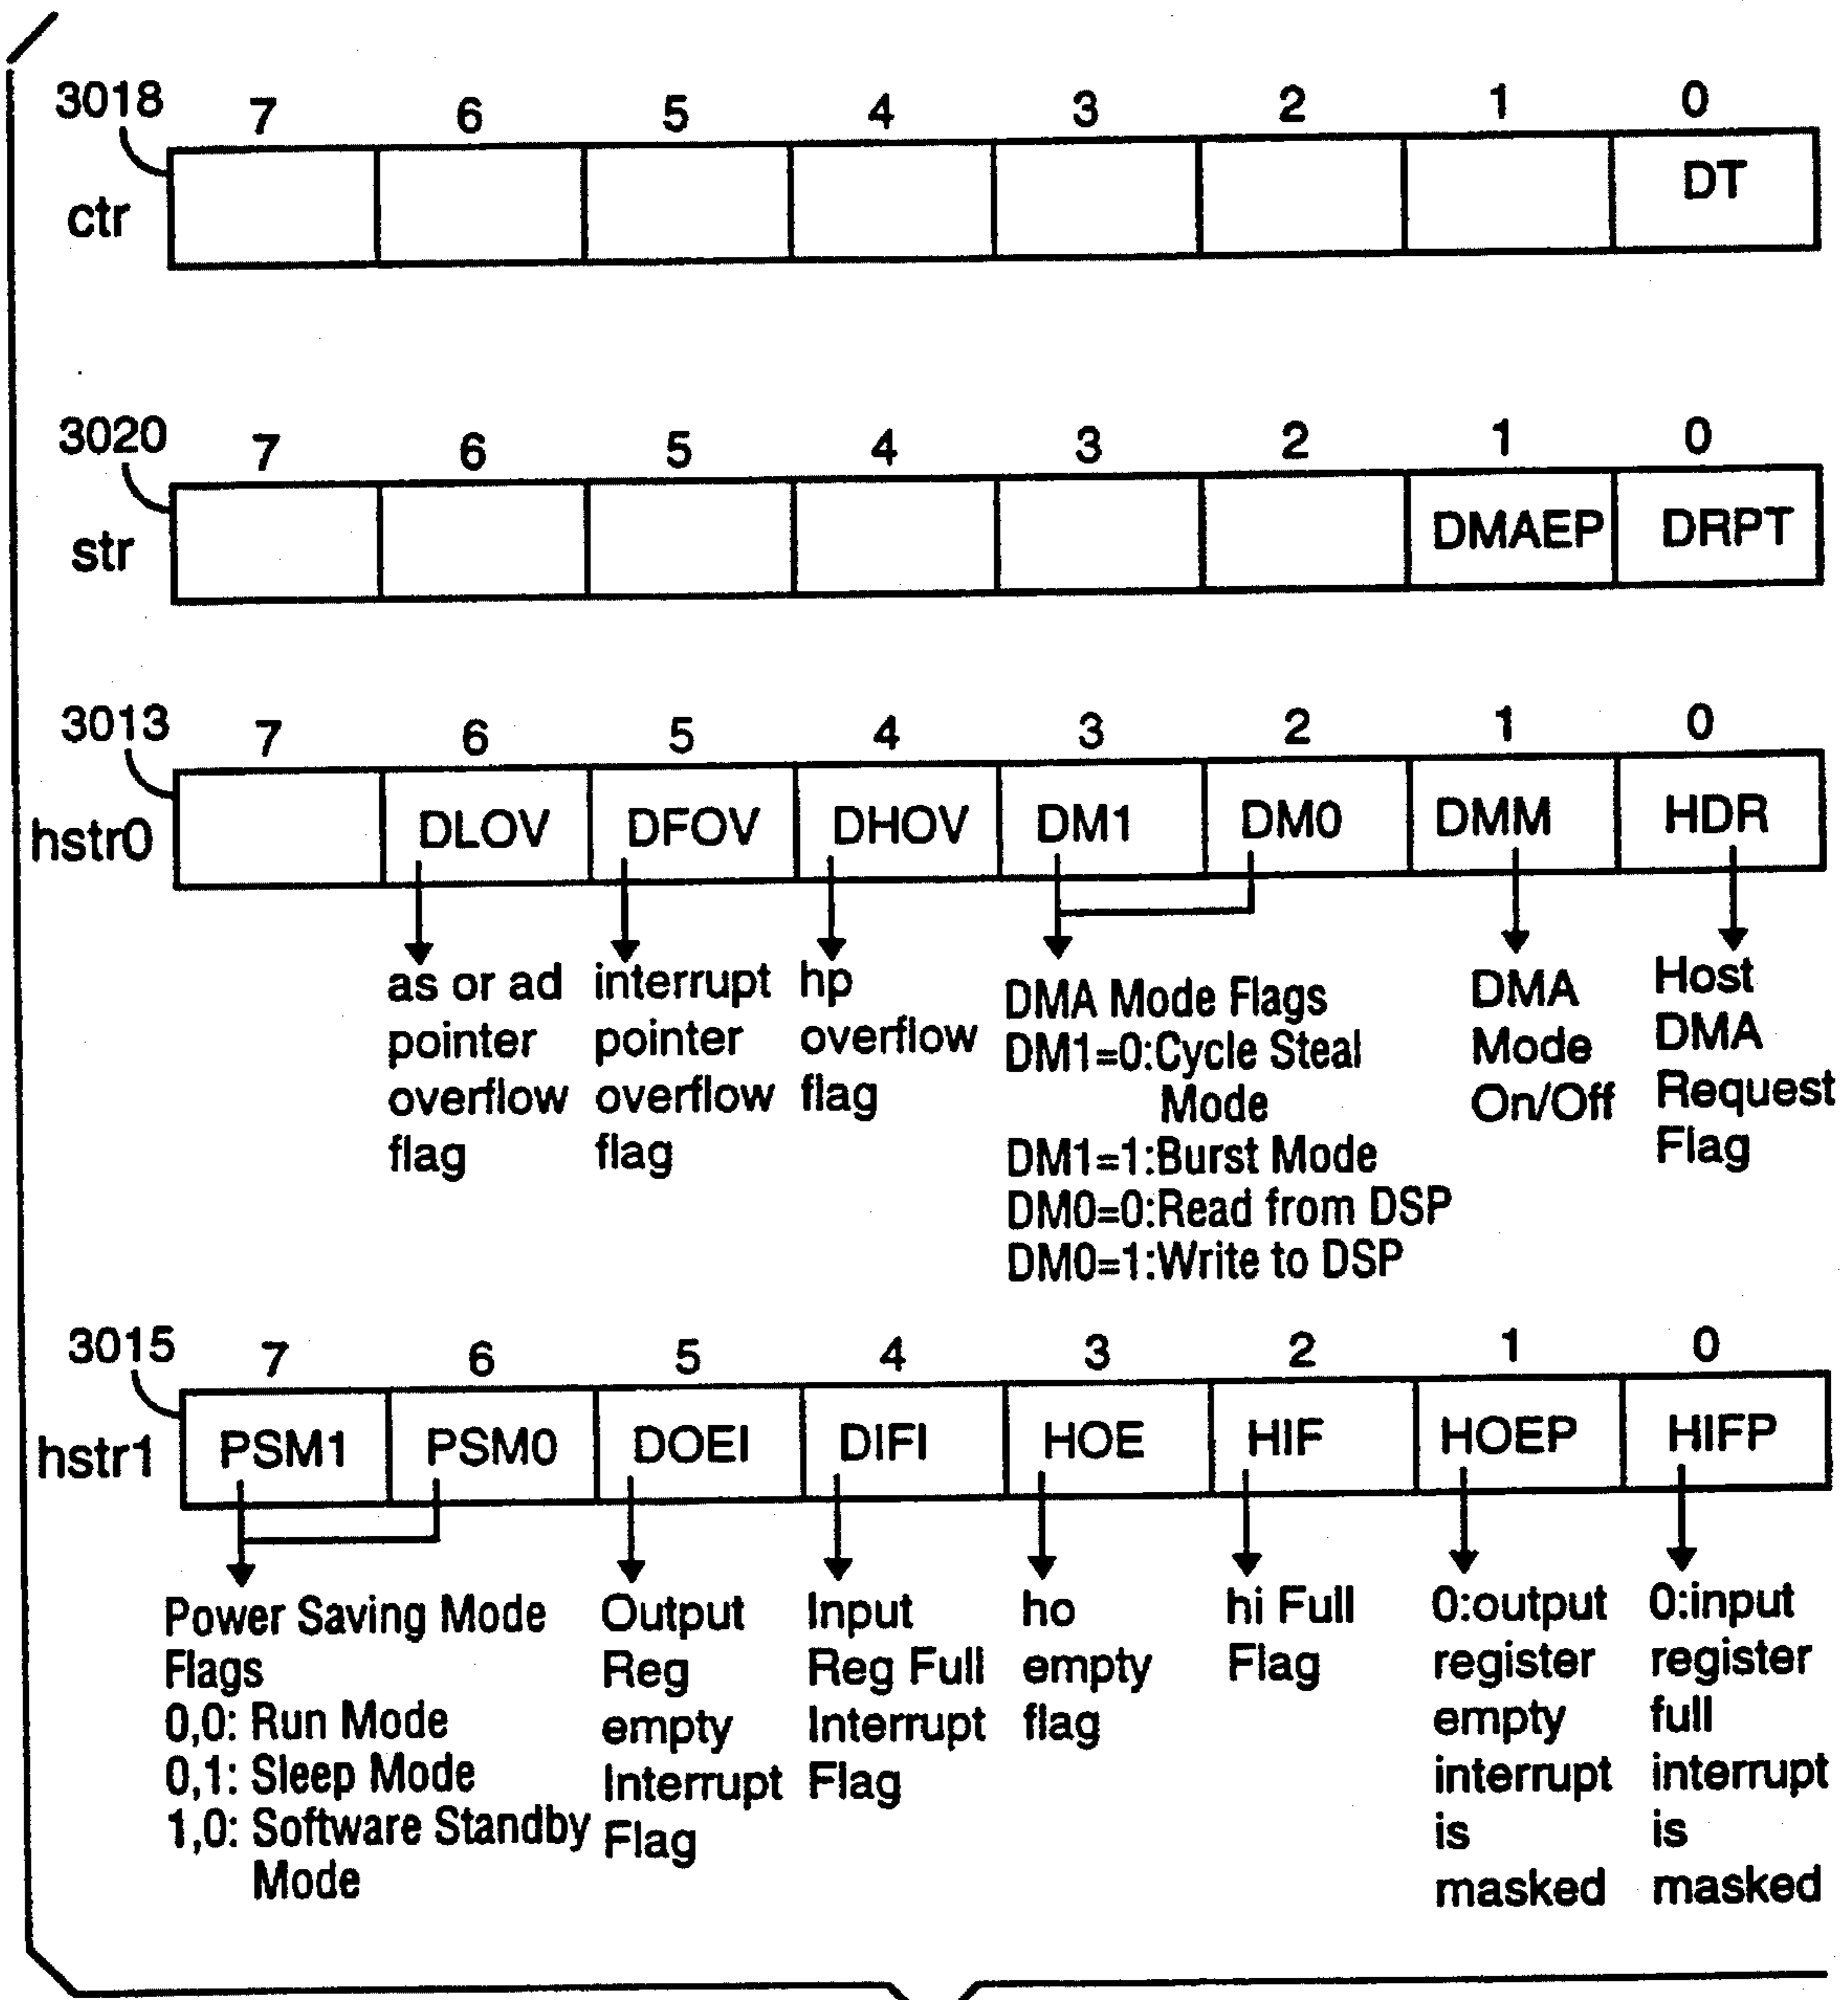 3018
7 6 5 4 3 2 1 0
ctr
DT
3020
7 6 5 4 3 2 1 0
str
DMAEP DRPT
3013
7 6 5 4 3 2 1 0
hstr0
DLOV DFOV DHOV DM1 DM0 DMM HDR
as or ad
pointer
overflow
flag
interrupt
pointer
overflow
flag
hp
overflow
flag
DMA Mode Flags
DM1=0:Cycle Steal
Mode
DM1=1:Burst Mode
DM0=0:Read from DSP
DM0=1:Write to DSP
DMA
Mode
On/Off
Host
DMA
Request
Flag
3015
7 6 5 4 3 2 1 0
hstr1
PSM1 PSM0 DOEI DIFI HOE HIF HOEP HIFP
Power Saving Mode
Flags
0,0: Run Mode
0,1: Sleep Mode
1,0: Software Standby
Mode
Output
Reg
empty
Interrupt
Flag
Input
Reg Full
Interrupt
Flag
ho
empty
flag
hi Full
Flag
0:output
register
empty
interrupt
is
masked
0:input
register
full
interrupt
is
masked